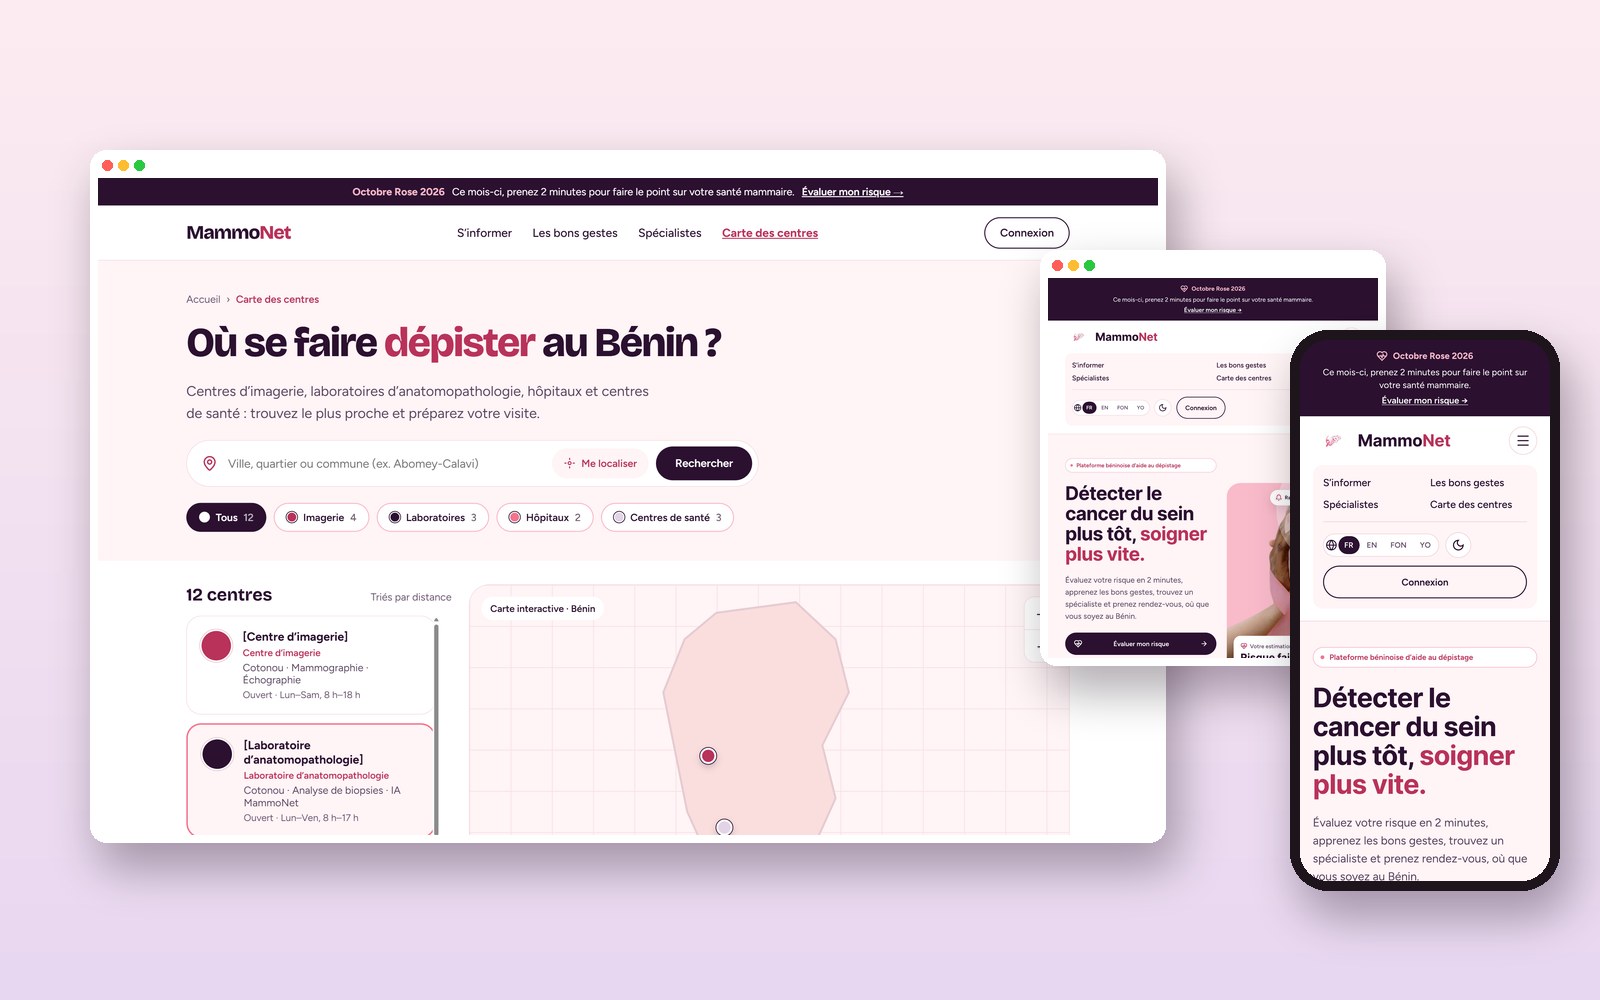 Octobre Rose 2026 Ce mois-ci, prenez 2 minutes pour faire le point sur votre santé mammaire. Évaluer mon risque →
MammoNet
S'informer Les bons gestes Spécialistes Carte des centres
Connexion
Accueil › Carte des centres
Où se faire dépister au Bénin ?
Centres d'imagerie, laboratoires d'anatomopathologie, hôpitaux et centres
de santé : trouvez le plus proche et préparez votre visite.
Ville, quartier ou commune (ex. Abomey-Calavi) Me localiser Rechercher
Tous 12 Imagerie 4 Laboratoires 3 Hôpitaux 2 Centres de santé 3
12 centres Triés par distance
[Centre d'imagerie]
Centre d'imagerie
Cotonou · Mammographie ·
Échographie
Ouvert · Lun–Sam, 8 h–18 h
[Laboratoire
d'anatomopathologie]
Laboratoire d'anatomopathologie
Cotonou · Analyse de biopsies · IA
MammoNet
Ouvert · Lun–Ven, 8 h–17 h
Carte interactive · Bénin
Octobre Rose 2026
Ce mois-ci, prenez 2 minutes pour faire le point sur votre santé mammaire.
Évaluer mon risque →
MammoNet
S'informer Les bons gestes
Spécialistes Carte des centres
FR EN FON YO Connexion
Plateforme béninoise d'aide au dépistage
Détecter le
cancer du sein
plus tôt, soigner
plus vite.
Évaluez votre risque en 2 minutes,
apprenez les bons gestes, trouvez un
spécialiste et prenez rendez-vous, où que
vous soyez au Bénin.
Évaluer mon risque →
Votre estimation
Octobre Rose 2026
Ce mois-ci, prenez 2 minutes pour faire le point sur
votre santé mammaire.
Évaluer mon risque →
MammoNet
S'informer Les bons gestes
Spécialistes Carte des centres
FR EN FON YO
Connexion
Plateforme béninoise d'aide au dépistage
Détecter le
cancer du sein
plus tôt, soigner
plus vite.
Évaluez votre risque en 2 minutes,
apprenez les bons gestes, trouvez un
spécialiste et prenez rendez-vous, où que
vous soyez au Bénin.